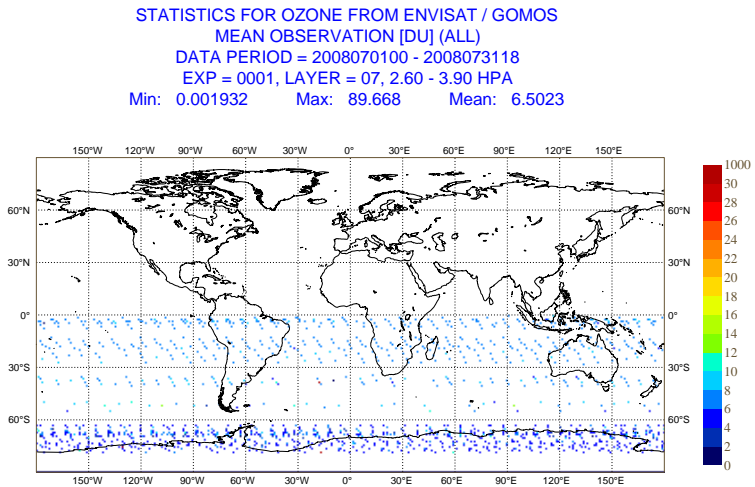 STATISTICS FOR OZONE FROM ENVISAT / GOMOS
MEAN OBSERVATION [DU] (ALL)
DATA PERIOD = 2008070100 - 2008073118
EXP = 0001, LAYER = 07, 2.60 - 3.90 HPA
Min: 0.001932 Max: 89.668 Mean: 6.5023
150°W 120°W 90°W 60°W 30°W 0° 30°E 60°E 90°E 120°E 150°E
60°N 60°N
30°N 30°N
0° 0°
30°S 30°S
60°S 60°S
150°W 120°W 90°W 60°W 30°W 0° 30°E 60°E 90°E 120°E 150°E
1000
30
28
26
24
22
20
18
16
14
12
10
8
6
4
2
0